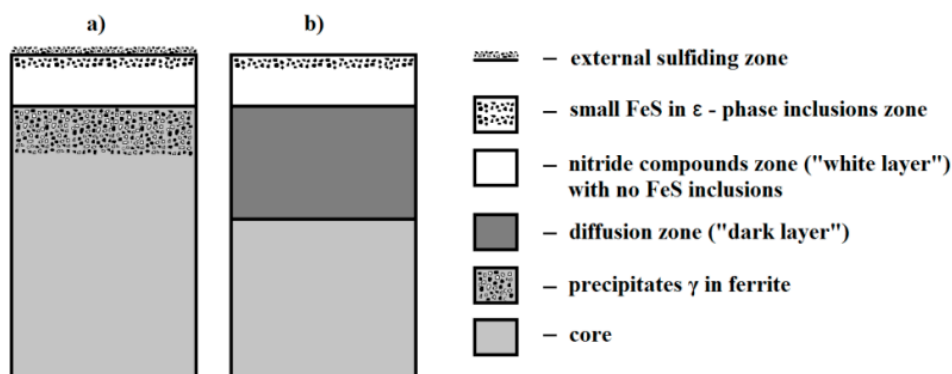 a)
b)
– external sulfiding zone
– small FeS in ε - phase inclusions zone
– nitride compounds zone ("white layer")
with no FeS inclusions
– diffusion zone ("dark layer")
– precipitates γ in ferrite
– core